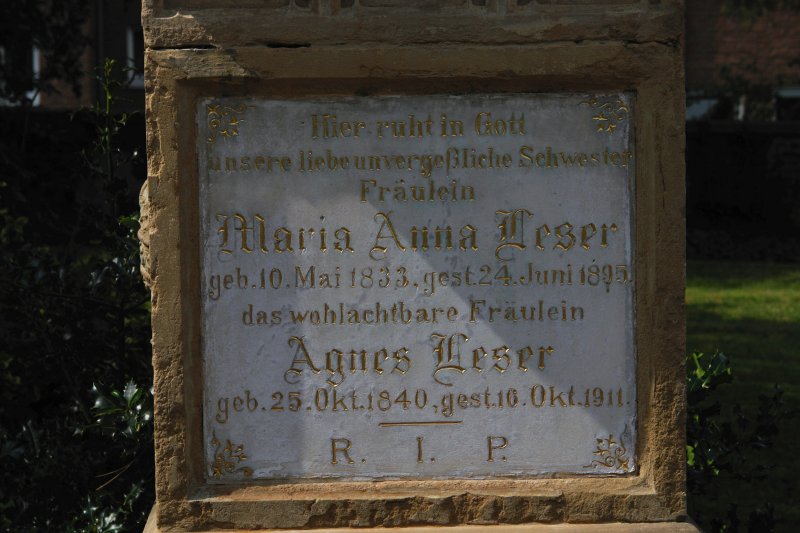 Hier ruht in Gott
unsere liebe unvergeßliche Schwester
Fräulein
Maria Anna Leser
geb. 10. Mai 1833, gest. 24. Juni 1895.
das wohlachtbare Fräulein
Agnes Leser
geb. 25. Okt. 1840, gest. 16. Okt. 1911.
R. I. P.